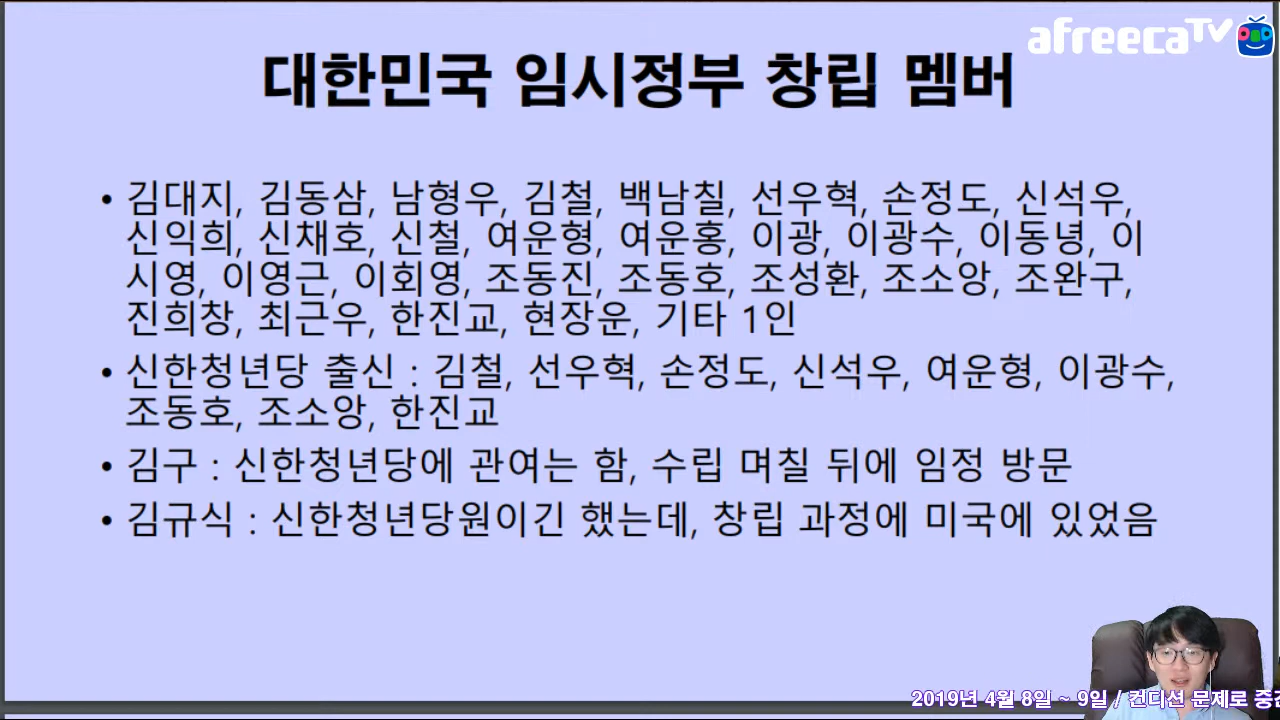 afreecaTV
대한민국 임시정부 창립 멤버
• 김대지, 김동삼, 남형우, 김철, 백남칠, 선우혁, 손정도, 신석우,
신익희, 신채호, 신철, 여운형, 여운홍, 이광, 이광수, 이동녕, 이
시영, 이영근, 이회영, 조동진, 조동호, 조성환, 조소앙, 조완구,
진희창, 최근우, 한진교, 현장운, 기타 1인
• 신한청년당 출신 : 김철, 선우혁, 손정도, 신석우, 여운형, 이광수,
조동호, 조소앙, 한진교
• 김구 : 신한청년당에 관여는 함, 수립 며칠 뒤에 임정 방문
• 김규식 : 신한청년당원이긴 했는데, 창립 과정에 미국에 있었음
2019년 4월 8일 ~ 9일 / 컨디션 문제로